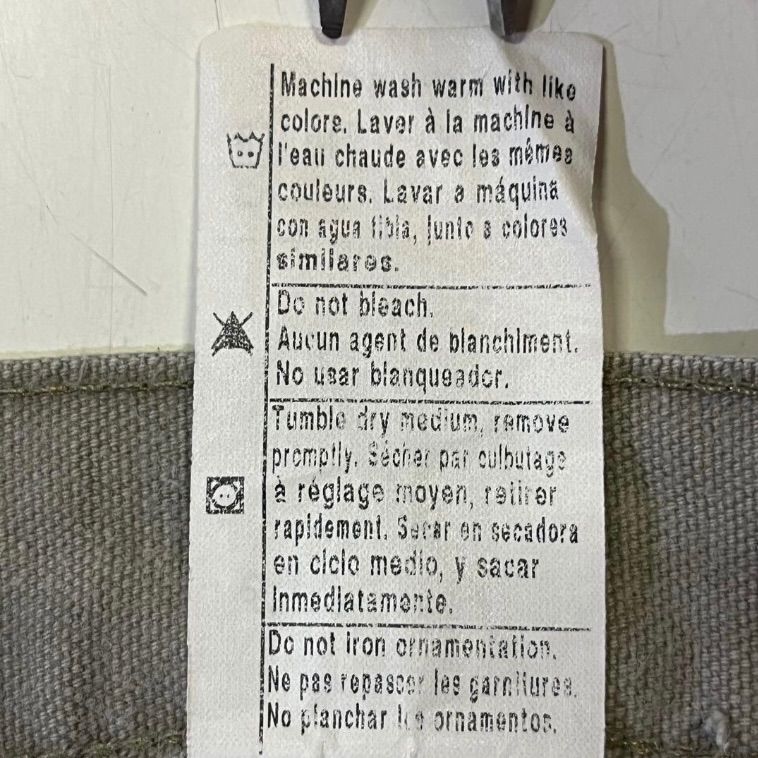 Machine wash warm with like
colors. Laver à la machine à
l'eau chaude avec les mêmes
couleurs. Lavar a máquina
con agua tibia, junto a colores
similares.
Do not bleach.
Aucun agent de blanchiment.
No usar blanqueador.
Tumble dry medium, remove
promptly. Sécher par culbutage
à réglage moyen, retirer
rapidement. Secar en secadora
en ciclo medio, y sacar
inmediatamente.
Do not iron ornamentation.
Ne pas repasser les garnitures.
No planchar los ornamentos.